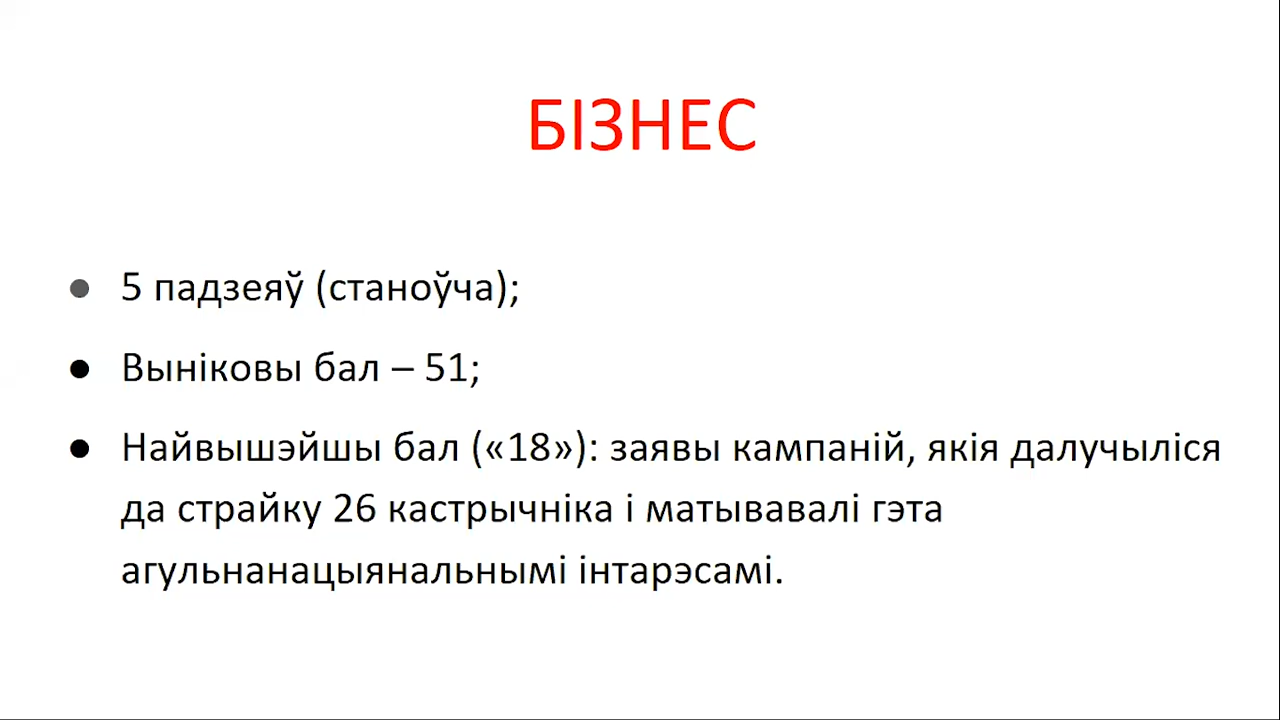 БІЗНЕС
● 5 падзеяў (станоўча);
● Выніковы бал – 51;
● Найвышэйшы бал («18»): заявы кампаній, якія далучыліся
да страйку 26 кастрычніка і матывавалі гэта
агульнанацыянальнымі інтарэсамі.